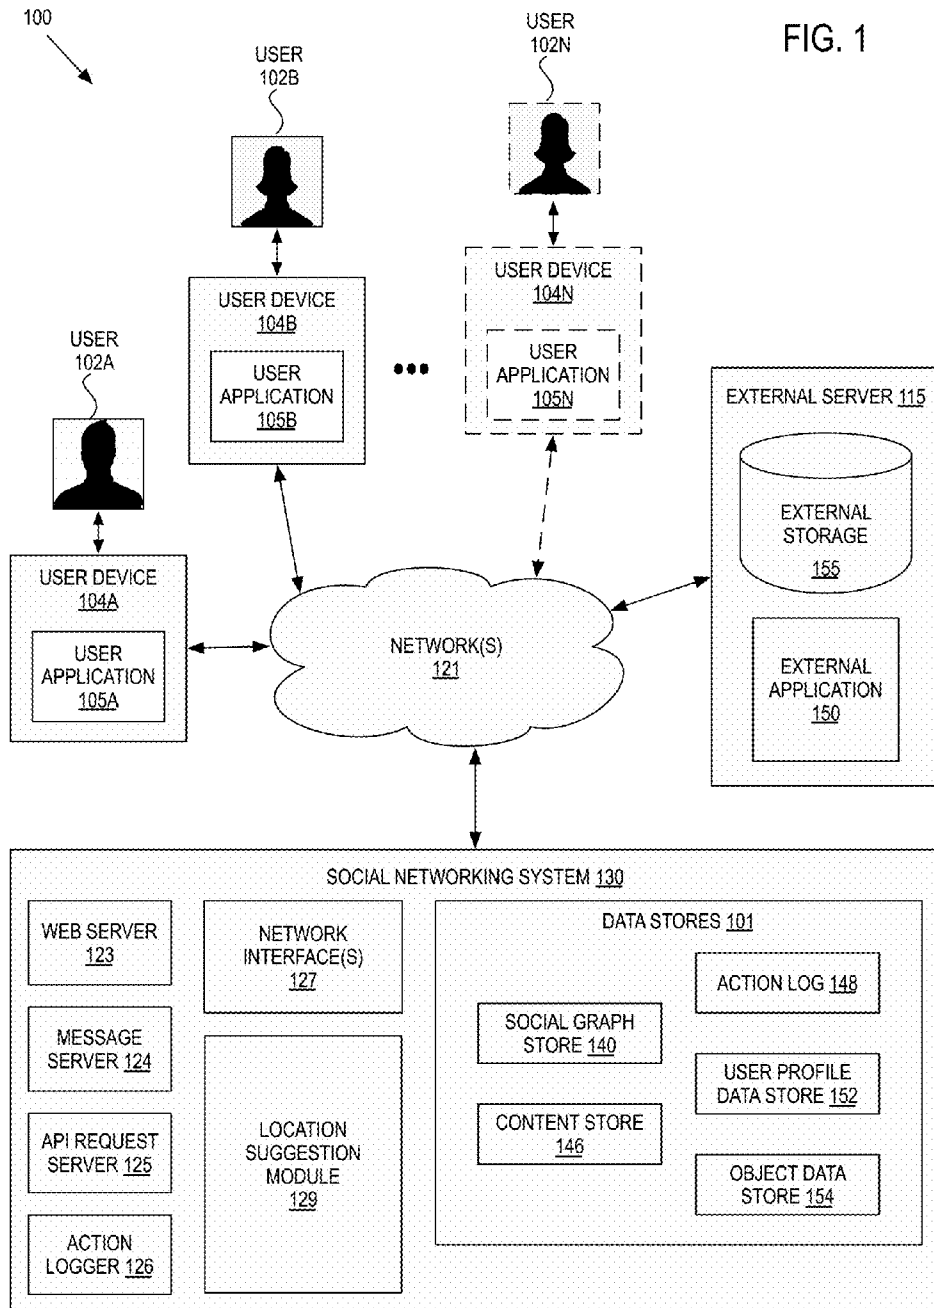 100
FIG. 1
USER
102B
USER
102N
USER DEVICE
104N
USER
APPLICATION
105N
USER DEVICE
104B
USER
APPLICATION
105B
USER
102A
EXTERNAL SERVER 115
EXTERNAL
STORAGE
155
EXTERNAL
APPLICATION
150
USER DEVICE
104A
USER
APPLICATION
105A
NETWORK(S)
121
SOCIAL NETWORKING SYSTEM 130
WEB SERVER
123
MESSAGE
SERVER 124
API REQUEST
SERVER 125
ACTION
LOGGER 126
NETWORK
INTERFACE(S)
127
LOCATION
SUGGESTION
MODULE
129
DATA STORES 101
SOCIAL GRAPH
STORE 140
CONTENT STORE
146
ACTION LOG 148
USER PROFILE
DATA STORE 152
OBJECT DATA
STORE 154